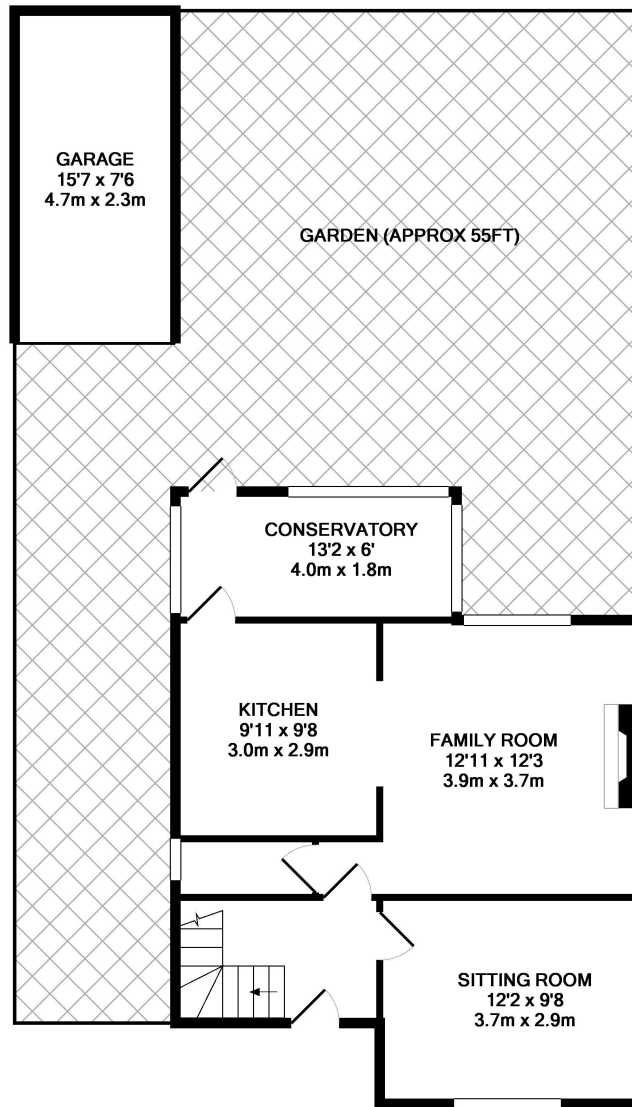 GARAGE
15'7 x 7'6
4.7m x 2.3m
GARDEN (APPROX 55FT)
CONSERVATORY
13'2 x 6'
4.0m x 1.8m
KITCHEN
9'11 x 9'8
3.0m x 2.9m
FAMILY ROOM
12'11 x 12'3
3.9m x 3.7m
SITTING ROOM
12'2 x 9'8
3.7m x 2.9m